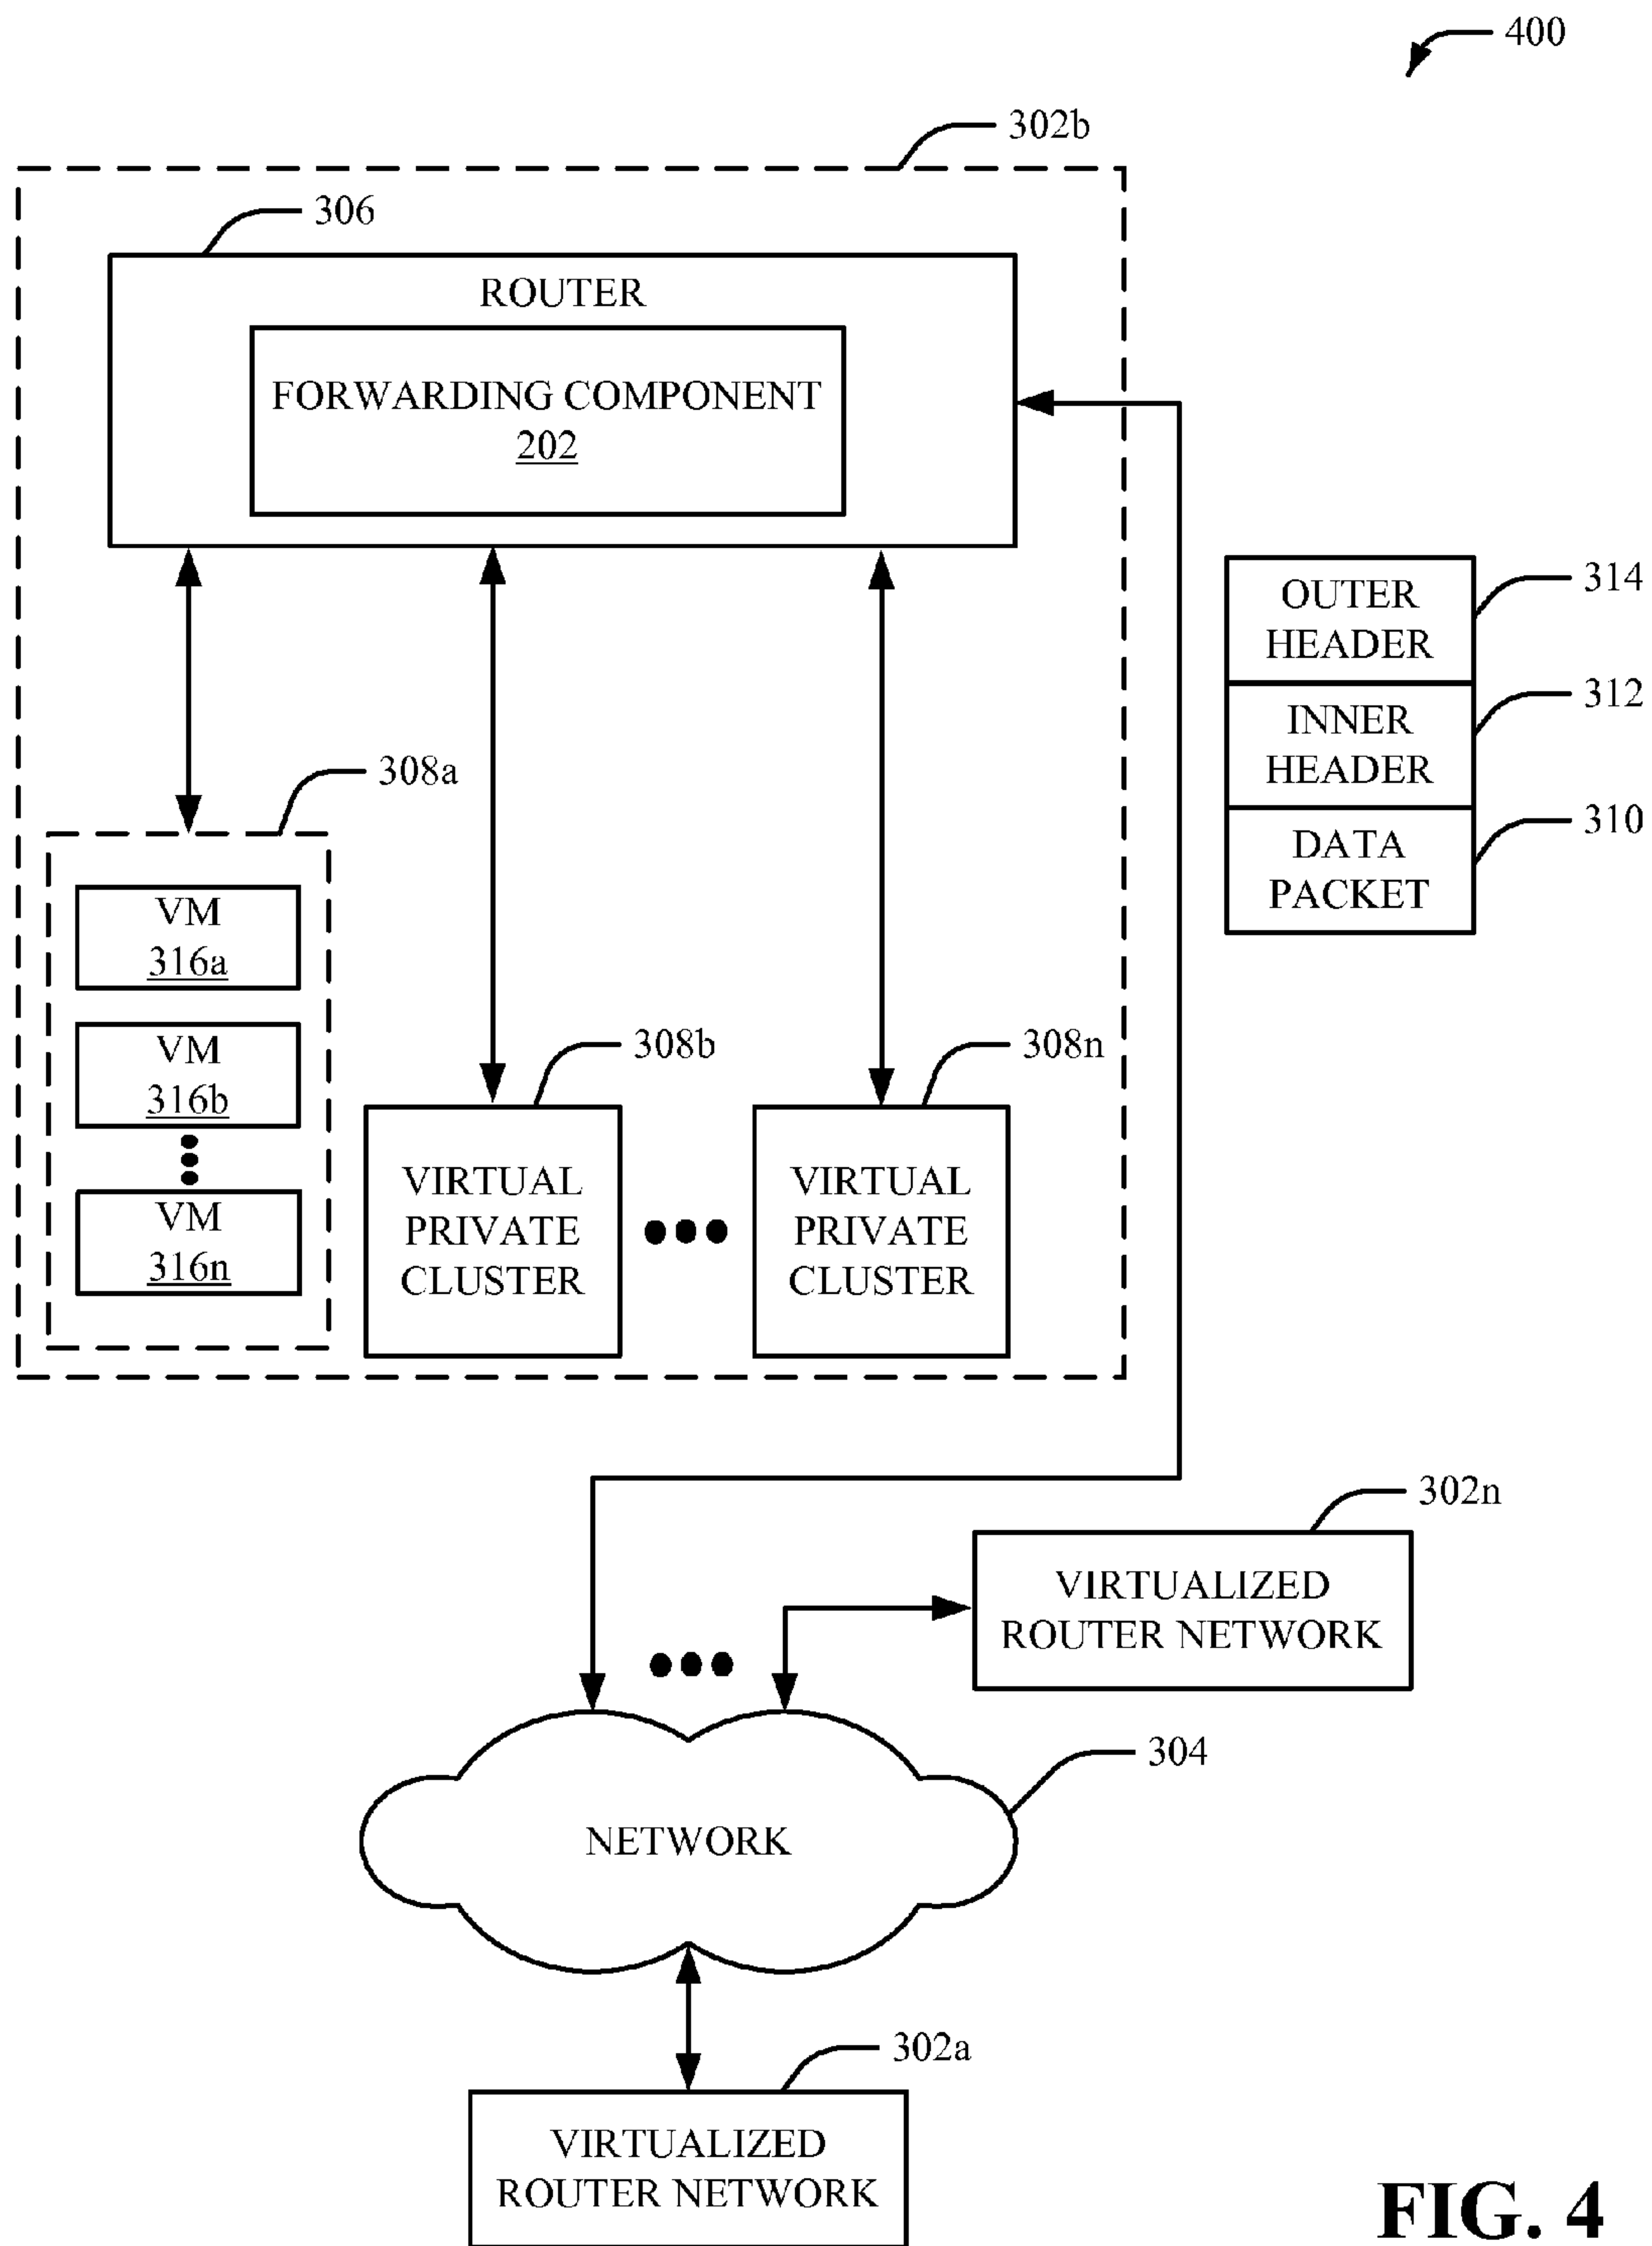 400
302b
306
ROUTER
FORWARDING COMPONENT
202
314
OUTER
HEADER
312
INNER
HEADER
310
DATA
PACKET
308a
VM
316a
VM
316b
VM
316n
308b
VIRTUAL
PRIVATE
CLUSTER
308n
VIRTUAL
PRIVATE
CLUSTER
302n
VIRTUALIZED
ROUTER NETWORK
304
NETWORK
302a
VIRTUALIZED
ROUTER NETWORK
FIG. 4